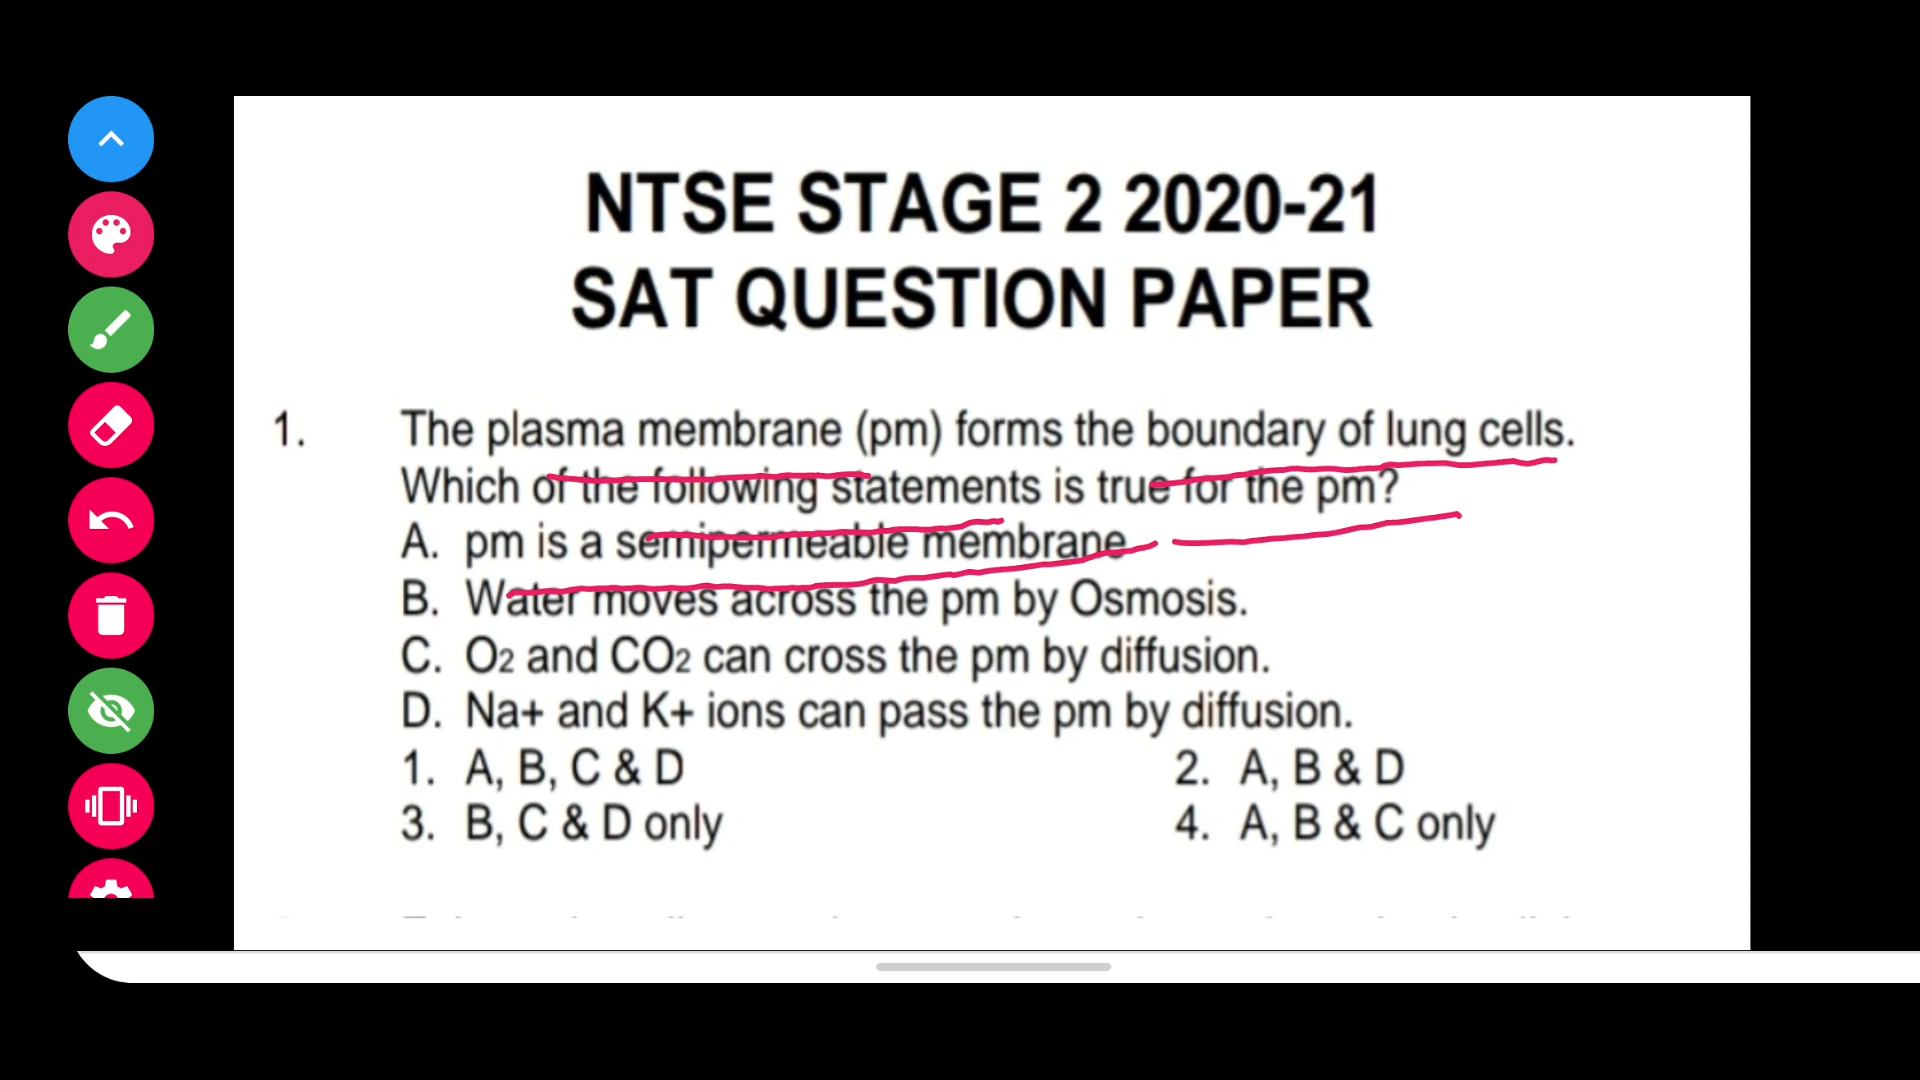 NTSE STAGE 2 2020-21
SAT QUESTION PAPER
1. The plasma membrane (pm) forms the boundary of lung cells.
Which of the following statements is true for the pm?
A. pm is a semipermeable membrane
B. Water moves across the pm by Osmosis.
C. O2 and CO2 can cross the pm by diffusion.
D. Na+ and K+ ions can pass the pm by diffusion.
1. A, B, C & D 2. A, B & D
3. B, C & D only 4. A, B & C only